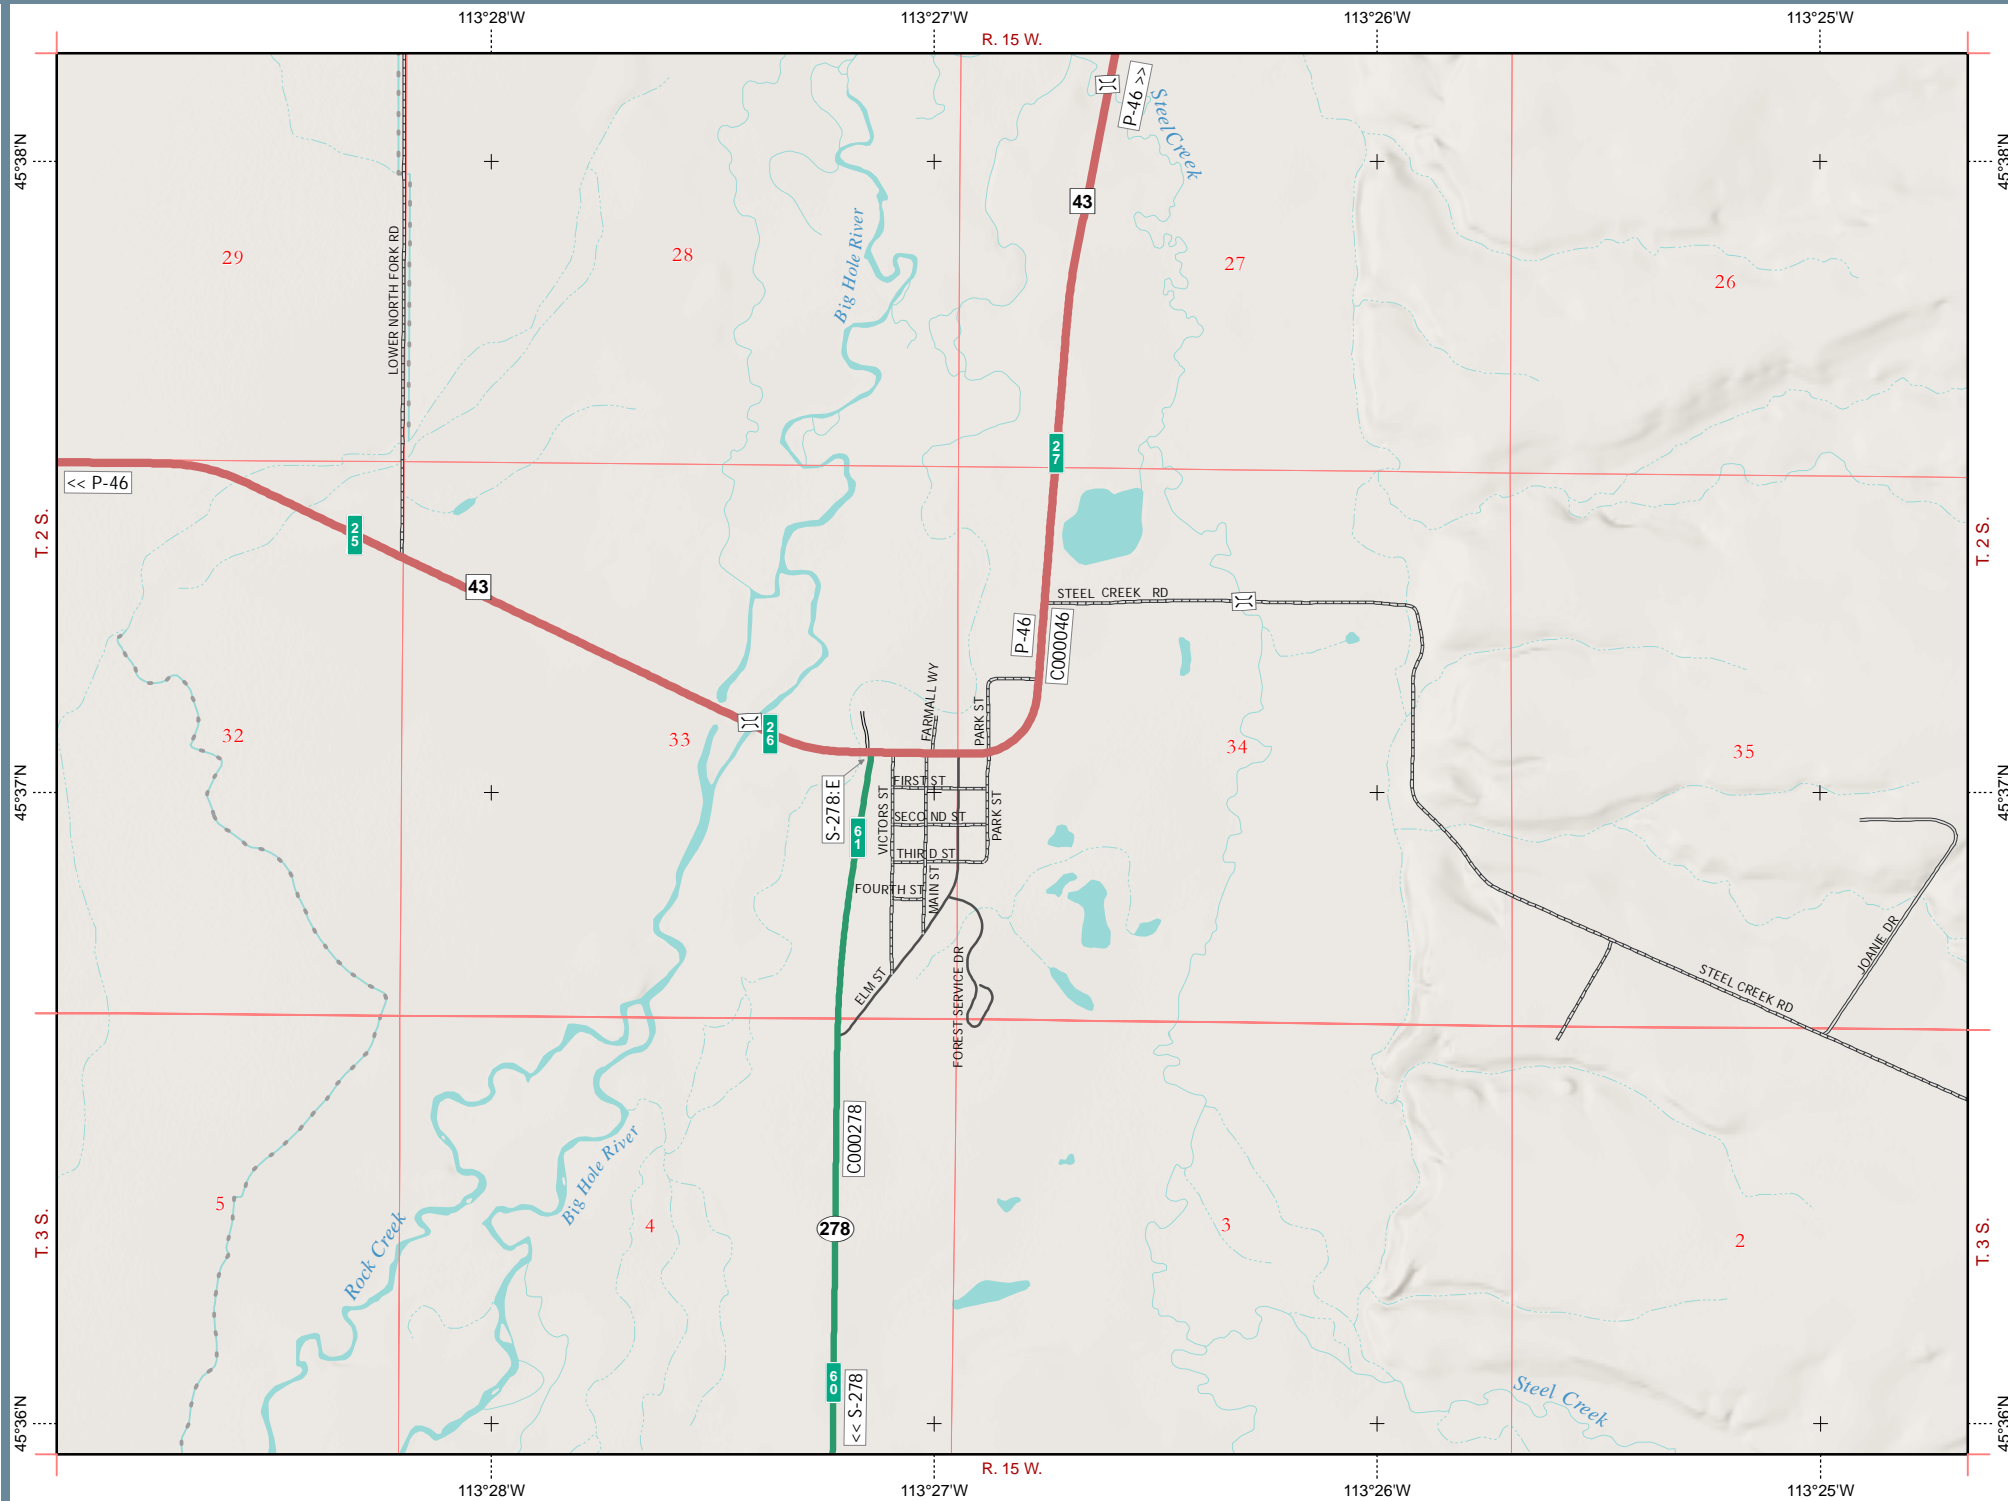 113°28'W
113°27'W
113°26'W
113°25'W
R. 15 W.
P-46 >>
Steel Creek
45°38'N
45°38'N
43
29
28
27
26
LOWER NORTH FORK RD
Big Hole River
27
<< P-46
T. 2 S.
T. 2 S.
25
43
STEEL CREEK RD
P-46
C000046
FARMALL WY
PARK ST
32
33
26
34
35
FIRST ST
S-278:E
45°37'N
45°37'N
VICTORS ST
SECOND ST
PARK ST
61
THIRD ST
FOURTH ST
MAIN ST
JOANIE DR
ELM ST
FOREST SERVICE DR
STEEL CREEK RD
C000278
Big Hole River
5
4
3
2
T. 3 S.
T. 3 S.
278
Rock Creek
60
<< S-278
Steel Creek
45°36'N
45°36'N
R. 15 W.
113°28'W
113°27'W
113°26'W
113°25'W